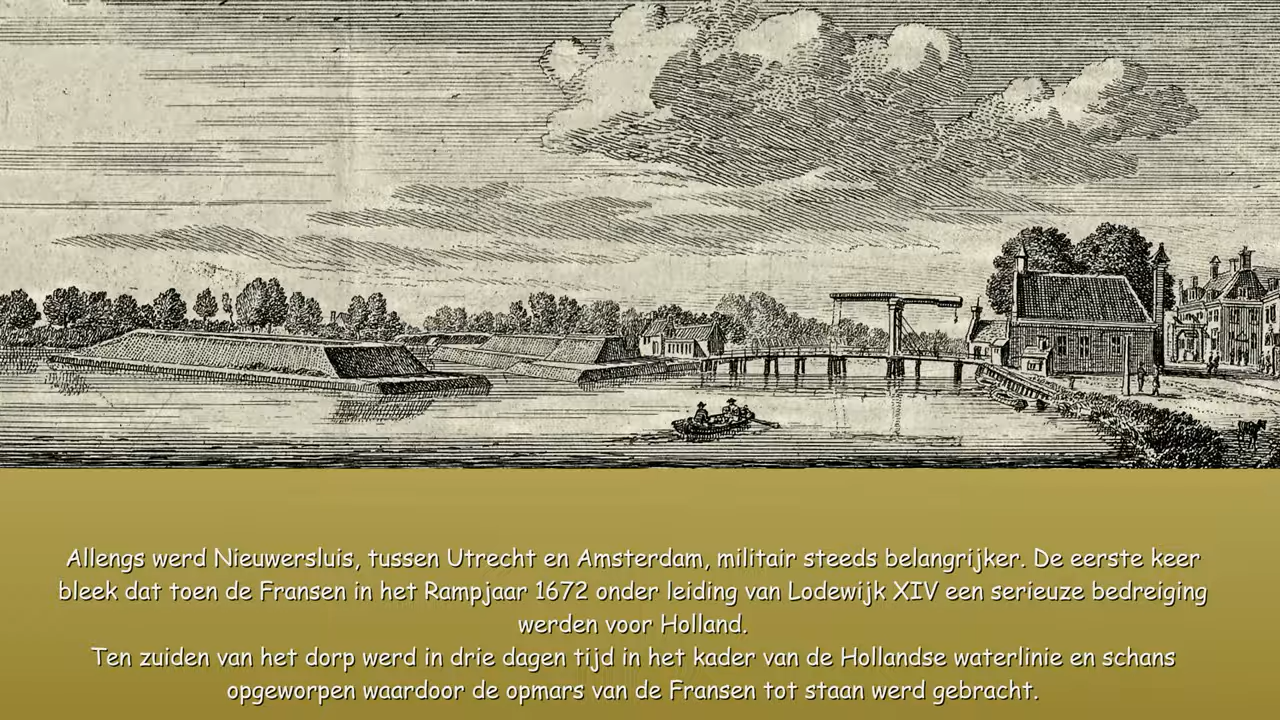 Allengs werd Nieuwersluis, tussen Utrecht en Amsterdam, militair steeds belangrijker. De eerste keer
bleek dat toen de Fransen in het Rampjaar 1672 onder leiding van Lodewijk XIV een serieuze bedreiging
werden voor Holland.
Ten zuiden van het dorp werd in drie dagen tijd in het kader van de Hollandse waterlinie en schans
opgeworpen waardoor de opmars van de Fransen tot staan werd gebracht.